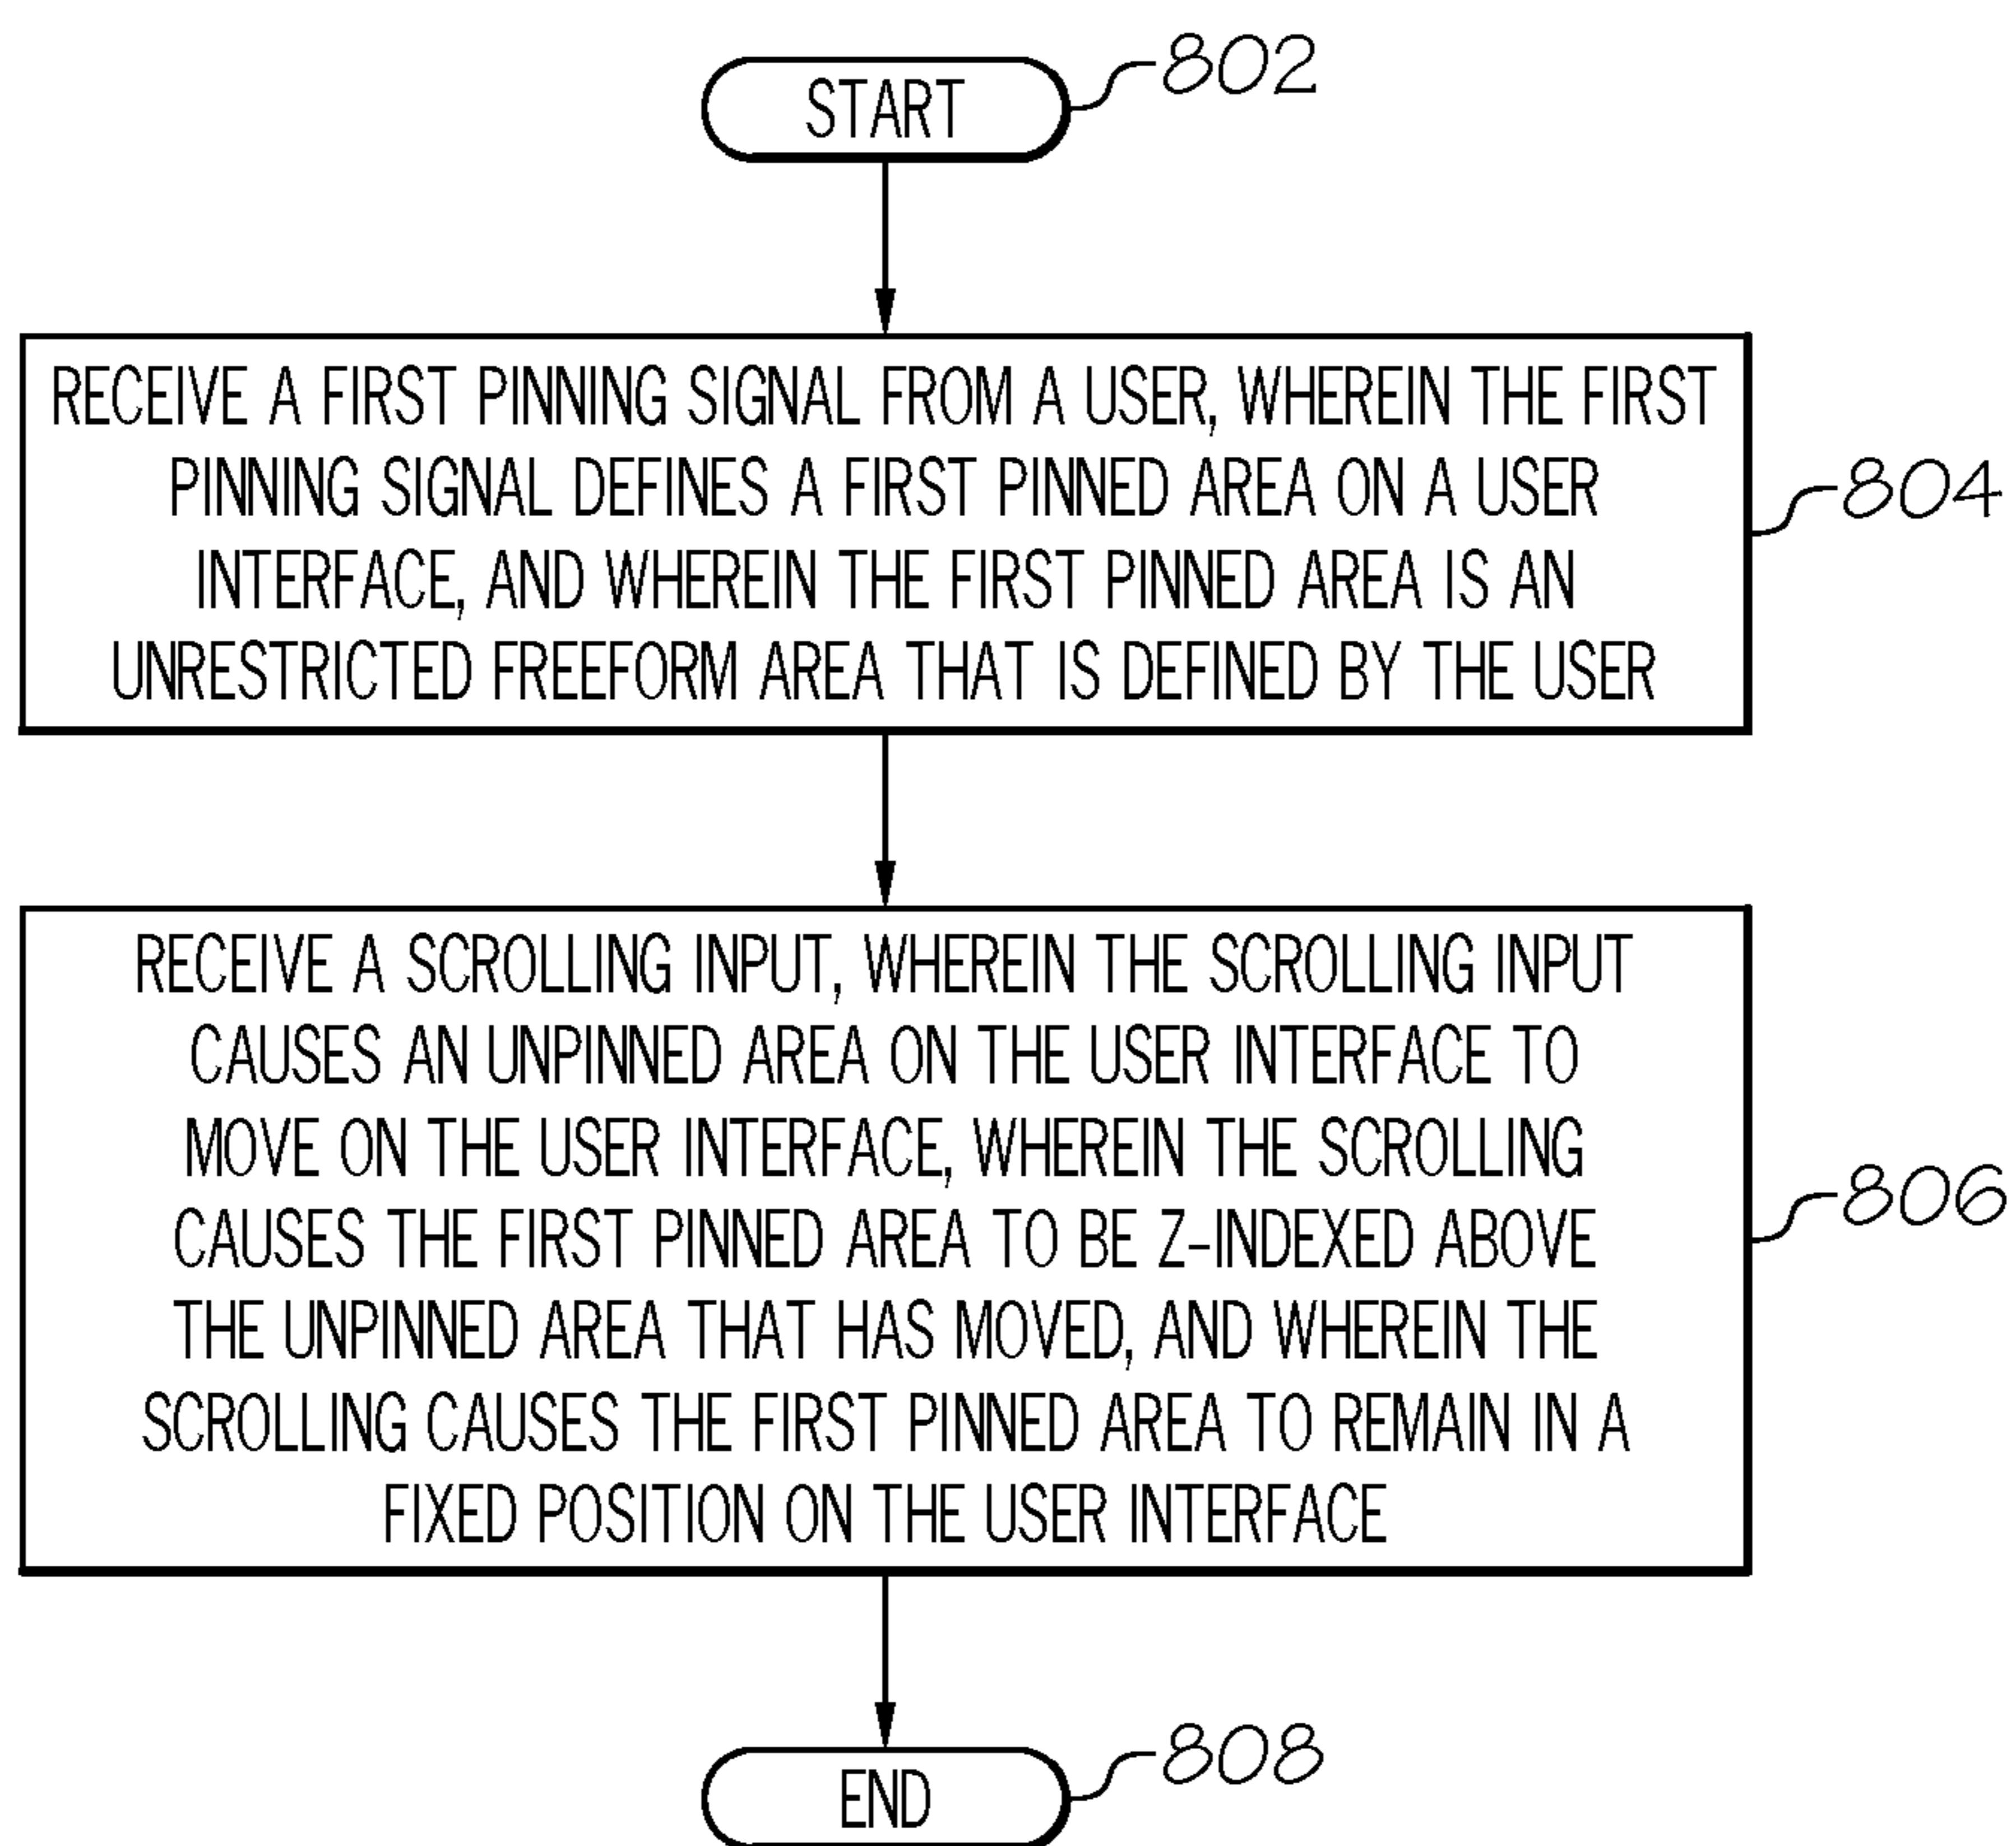 START
802
RECEIVE A FIRST PINNING SIGNAL FROM A USER, WHEREIN THE FIRST
PINNING SIGNAL DEFINES A FIRST PINNED AREA ON A USER
INTERFACE, AND WHEREIN THE FIRST PINNED AREA IS AN
UNRESTRICTED FREEFORM AREA THAT IS DEFINED BY THE USER
804
RECEIVE A SCROLLING INPUT, WHEREIN THE SCROLLING INPUT
CAUSES AN UNPINNED AREA ON THE USER INTERFACE TO
MOVE ON THE USER INTERFACE, WHEREIN THE SCROLLING
CAUSES THE FIRST PINNED AREA TO BE Z-INDEXED ABOVE
THE UNPINNED AREA THAT HAS MOVED, AND WHEREIN THE
SCROLLING CAUSES THE FIRST PINNED AREA TO REMAIN IN A
FIXED POSITION ON THE USER INTERFACE
806
END
808